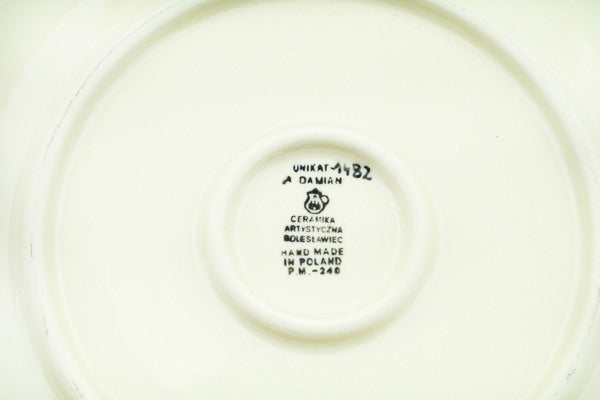 UNIKAT-1482
A DAMIAN
CERAMIKA
ARTYSTYCZNA
BOLESŁAWIEC
HAND MADE
IN POLAND
P.M.-240